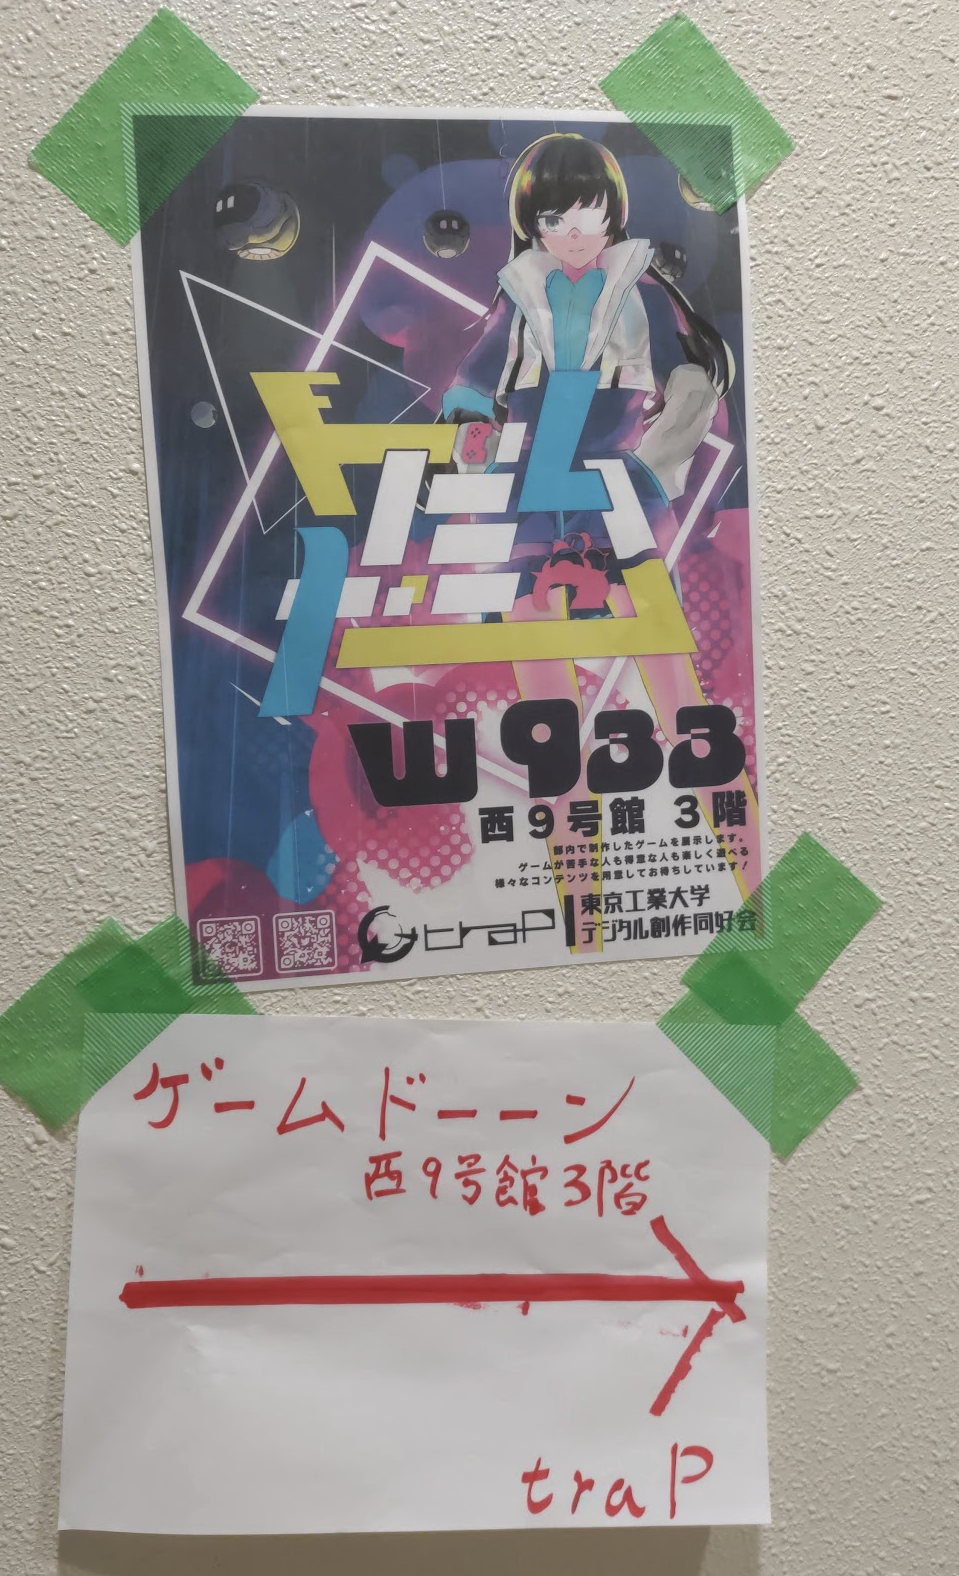 ゲームドーーン
W933
西9号館 3階
部内で制作したゲームを展示します。
ゲームが苦手な人も得意な人も楽しく遊べる
様々なコンテンツを用意してお待ちしています！
traP
東京工業大学
デジタル創作同好会
ゲームドーーン
西9号館3階
traP